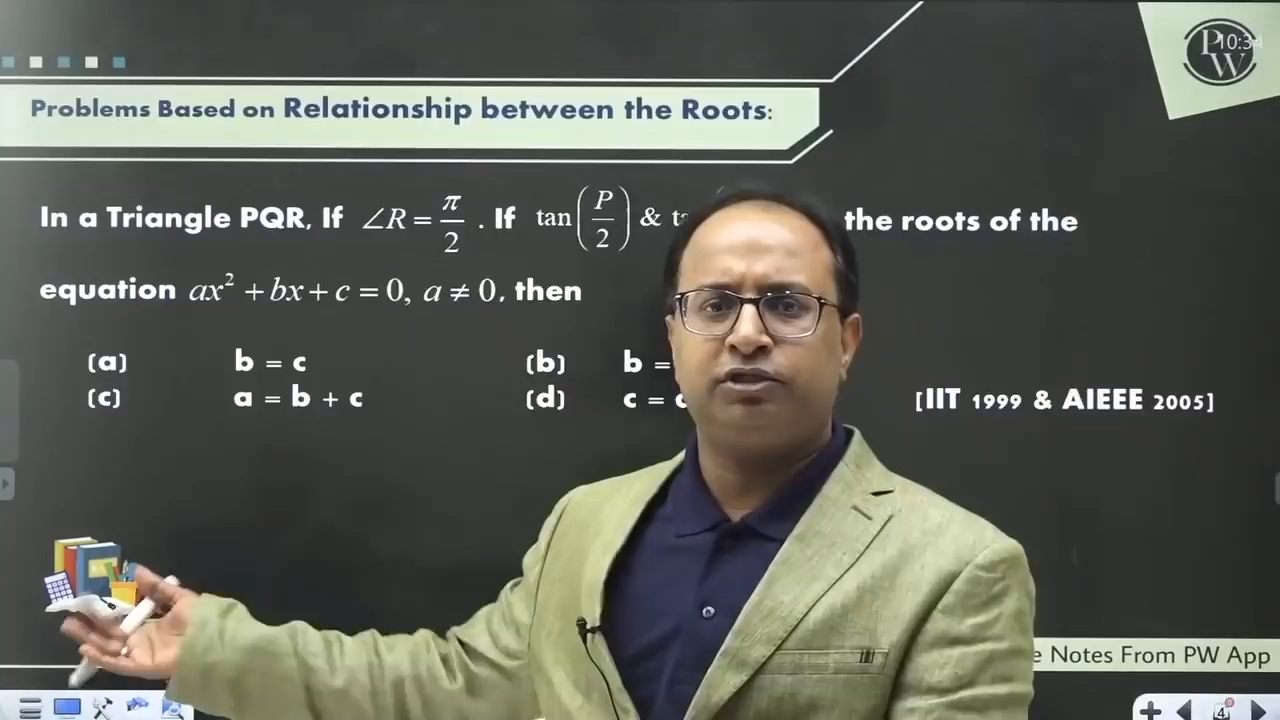 PW
10:34
Problems Based on Relationship between the Roots:
In a Triangle PQR, If ∠R = π/2 . If tan(P/2) & the roots of the
equation ax² + bx + c = 0, a ≠ 0, then
(a) b = c (b) b =
(c) a = b + c (d) c =
[IIT 1999 & AIEEE 2005]
Notes From PW App